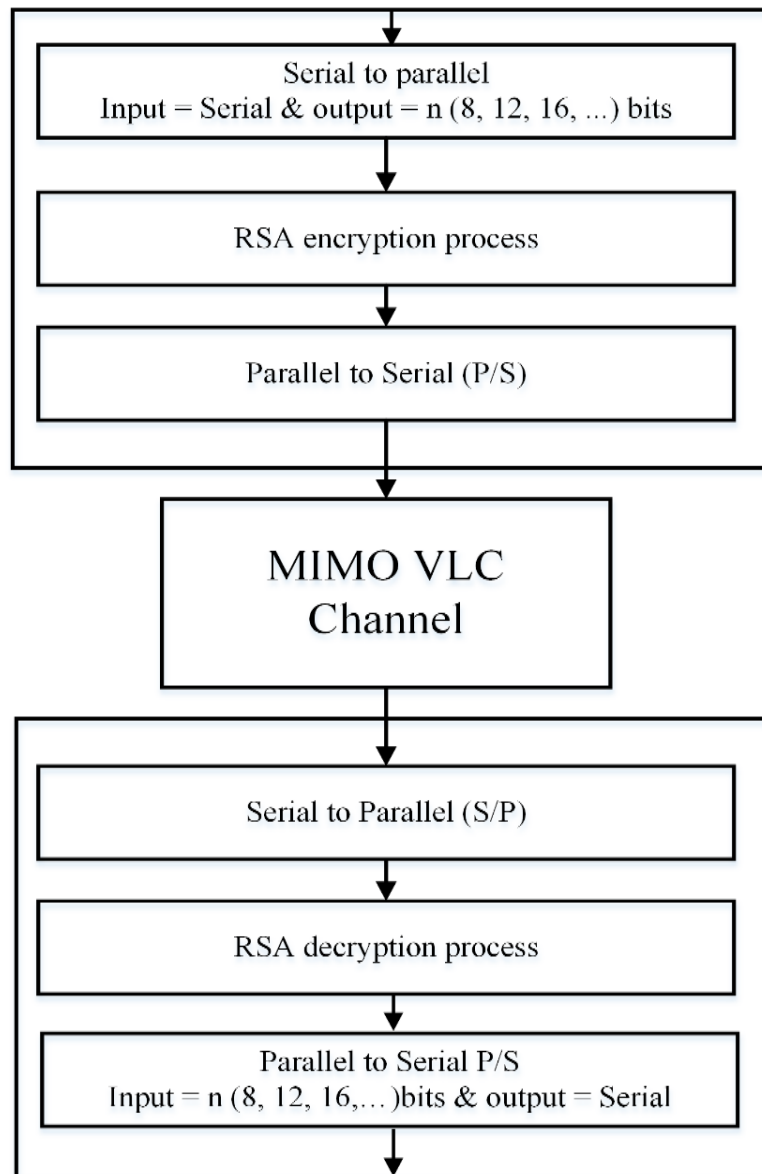 Serial to parallel
Input = Serial & output = n (8, 12, 16, ...) bits
RSA encryption process
Parallel to Serial (P/S)
MIMO VLC
Channel
Serial to Parallel (S/P)
RSA decryption process
Parallel to Serial P/S
Input = n (8, 12, 16,...)bits & output = Serial